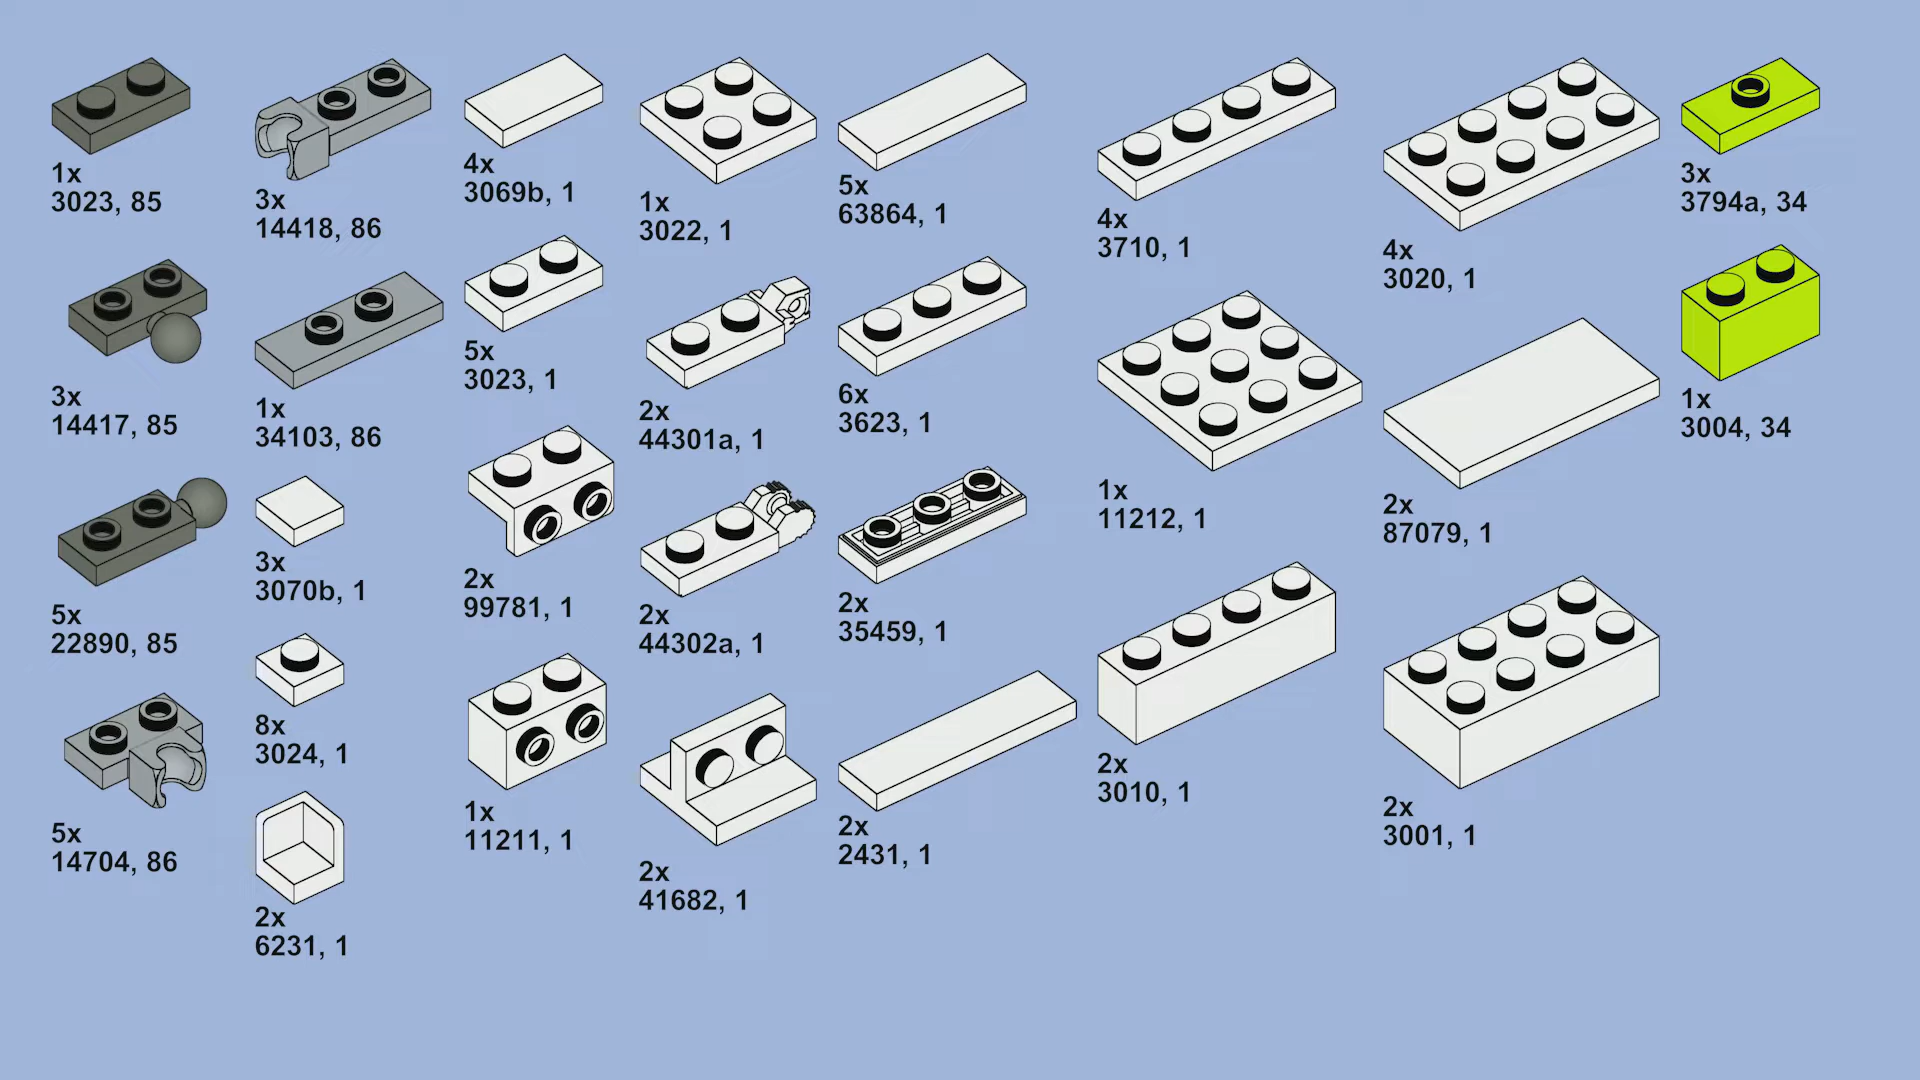 1x
3023, 85
3x
14417, 85
5x
22890, 85
5x
14704, 86
3x
14418, 86
1x
34103, 86
3x
3070b, 1
8x
3024, 1
2x
6231, 1
4x
3069b, 1
5x
3023, 1
2x
99781, 1
1x
11211, 1
1x
3022, 1
2x
44301a, 1
2x
44302a, 1
2x
41682, 1
5x
63864, 1
6x
3623, 1
2x
35459, 1
2x
2431, 1
4x
3710, 1
1x
11212, 1
2x
3010, 1
4x
3020, 1
2x
87079, 1
2x
3001, 1
3x
3794a, 34
1x
3004, 34